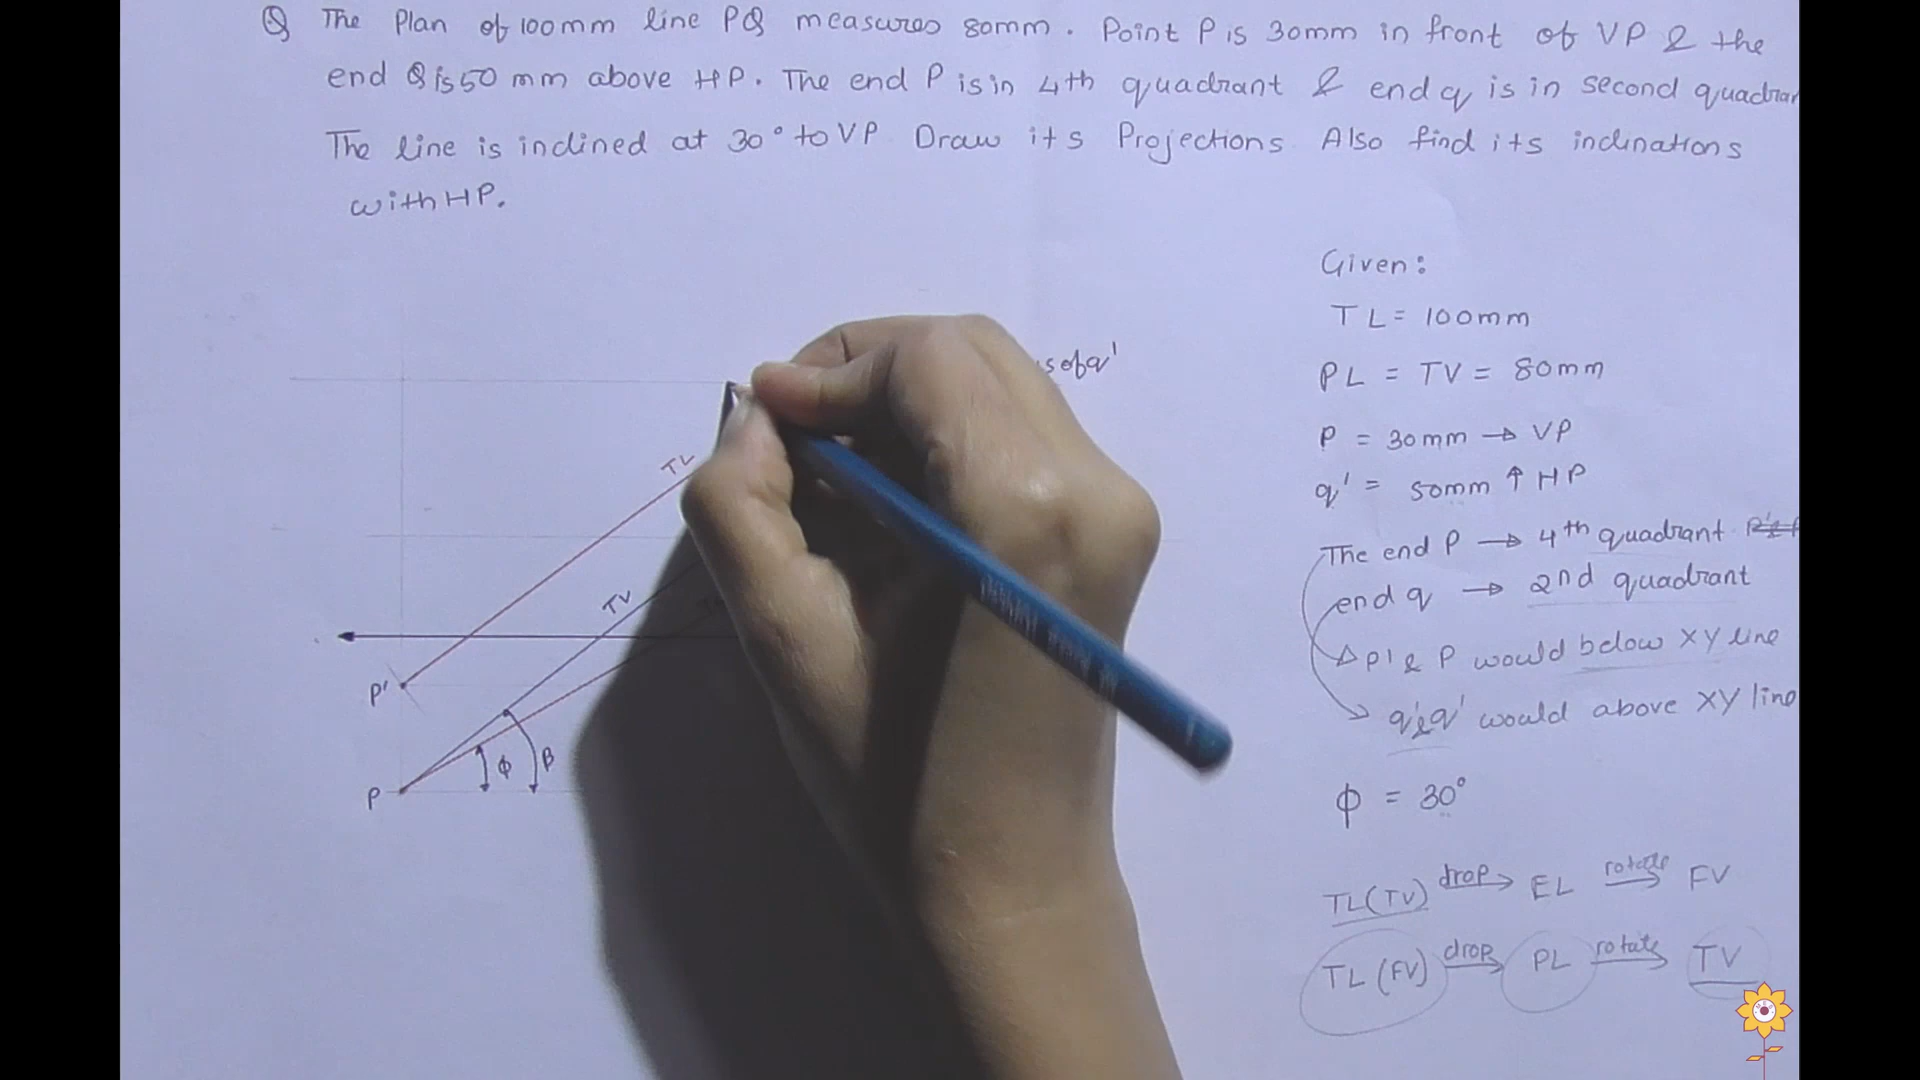 Q The Plan of 100mm line PQ measures 80mm. Point P is 30mm in front of VP & the
end Q is 50 mm above HP. The end P is in 4th quadrant & end q is in second quadran
The line is inclined at 30° to VP Draw its Projections Also find its inclinations
with HP.
Given:
TL = 100mm
PL = TV = 80mm
P = 30mm → VP
q' = 50mm ↑ HP
The end P → 4th quadrant
end q → 2nd quadrant
P' & P would below XY line
q & q' would above XY line
ϕ = 30°
TL(TV) drop → EL rotate → FV
TL (FV) drop → PL rotate → TV
s of q'
TL
TV
P'
P
ϕ
β